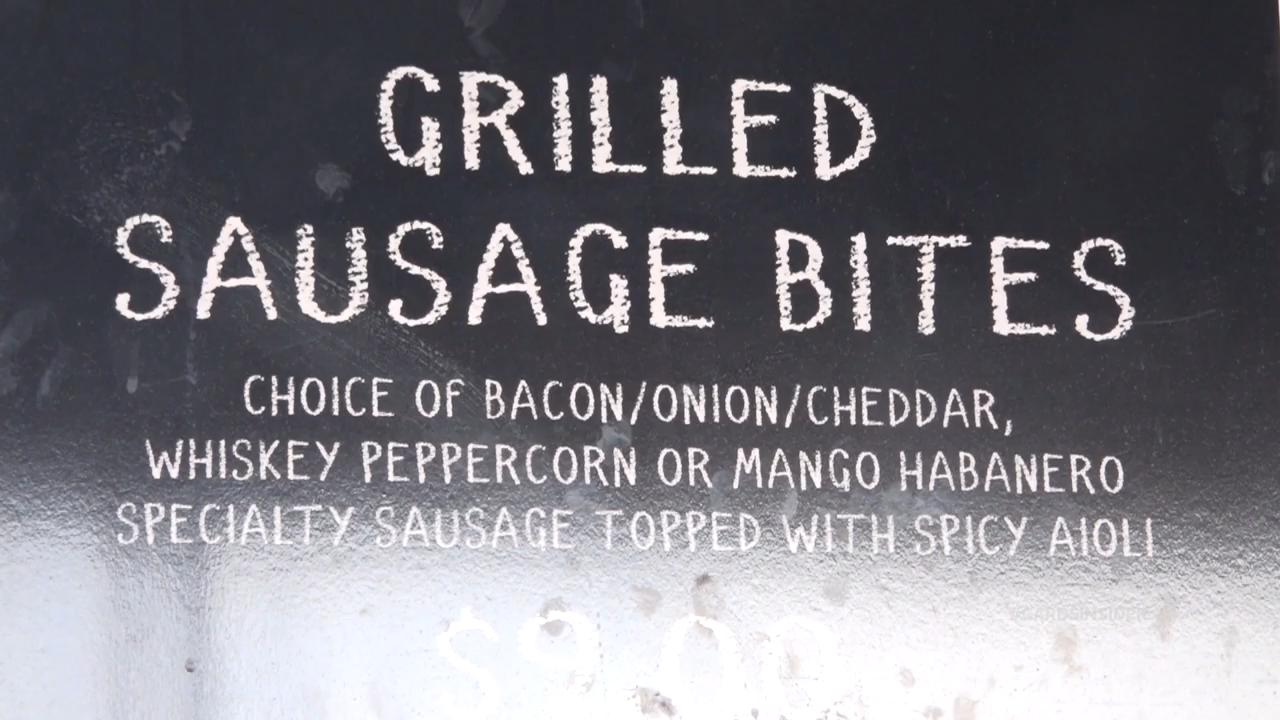 GRILLED
SAUSAGE BITES
CHOICE OF BACON/ONION/CHEDDAR,
WHISKEY PEPPERCORN OR MANGO HABANERO
SPECIALTY SAUSAGE TOPPED WITH SPICY AIOLI
$9.00